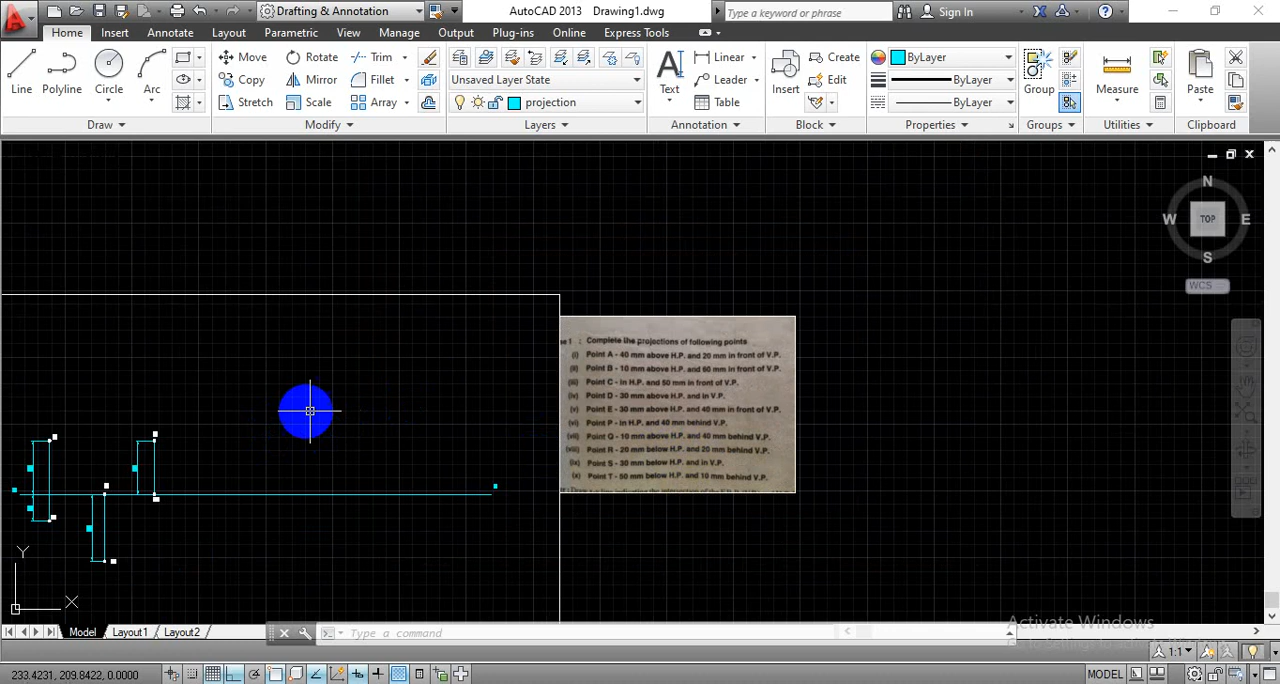 Drafting & Annotation
AutoCAD 2013 Drawing1.dwg
Type a keyword or phrase
Sign In
Home Insert Annotate Layout Parametric View Manage Output Plug-ins Online Express Tools
Line Polyline Circle Arc
Move Rotate Trim
Copy Mirror Fillet
Stretch Scale Array
Unsaved Layer State
projection
Text
Linear
Leader
Table
Insert
Create
Edit
ByLayer
ByLayer
ByLayer
Group
Measure
Paste
Draw Modify Layers Annotation Block Properties Groups Utilities Clipboard
N
W TOP E
S
WCS
1 : Complete the projections of following points
(i) Point A - 40 mm above H.P. and 20 mm in front of V.P.
(ii) Point B - 10 mm above H.P. and 60 mm in front of V.P.
(iii) Point C - in H.P. and 50 mm in front of V.P.
(iv) Point D - 30 mm above H.P. and in V.P.
(v) Point E - 30 mm above H.P. and 40 mm in front of V.P.
(vi) Point P - in H.P. and 40 mm behind V.P.
(vii) Point Q - 10 mm above H.P. and 40 mm behind V.P.
(viii) Point R - 20 mm below H.P. and 20 mm behind V.P.
(ix) Point S - 30 mm below H.P. and in V.P.
(x) Point T - 50 mm below H.P. and 10 mm behind V.P.
Y
X
Activate Windows
Model Layout1 Layout2
Type a command
1:1
233.4231, 209.8422, 0.0000
MODEL